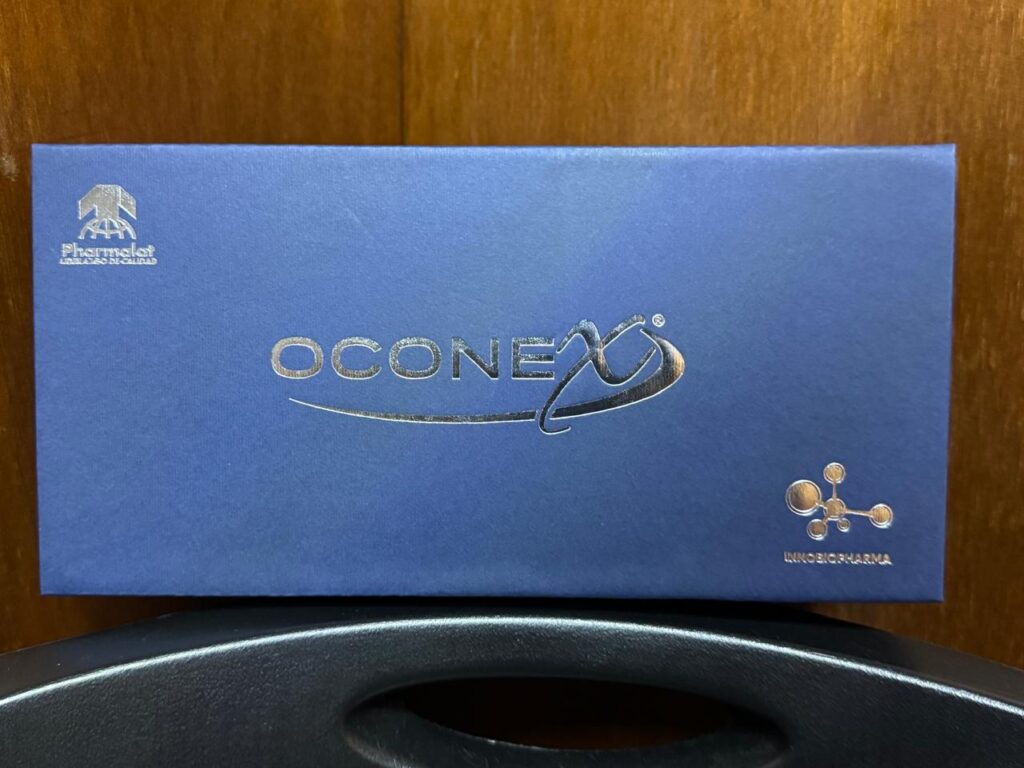 Pharmalat
LIDERAZGO DE CALIDAD
OCONEX®
INNOBIOPHARMA